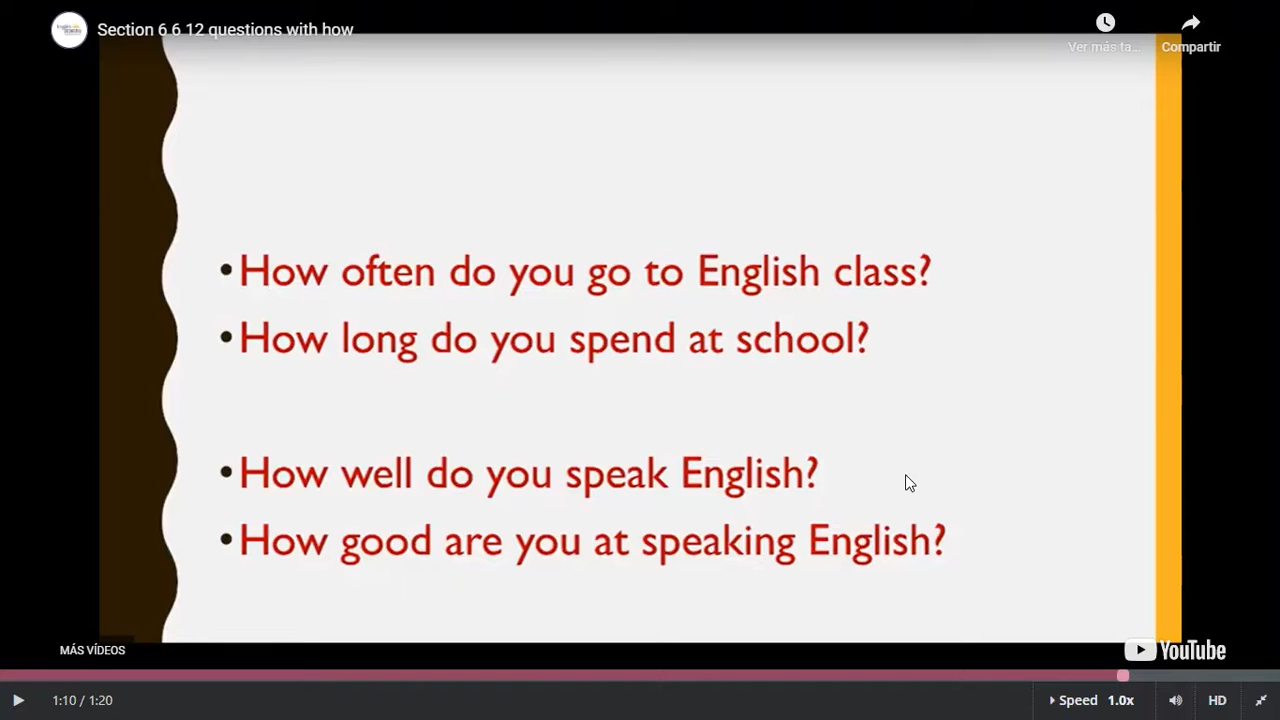 Section 6 6 12 questions with how
Ver más ta...
Compartir
•How often do you go to English class?
•How long do you spend at school?
•How well do you speak English?
•How good are you at speaking English?
MÁS VÍDEOS
YouTube
1:10 / 1:20
Speed 1.0x
HD